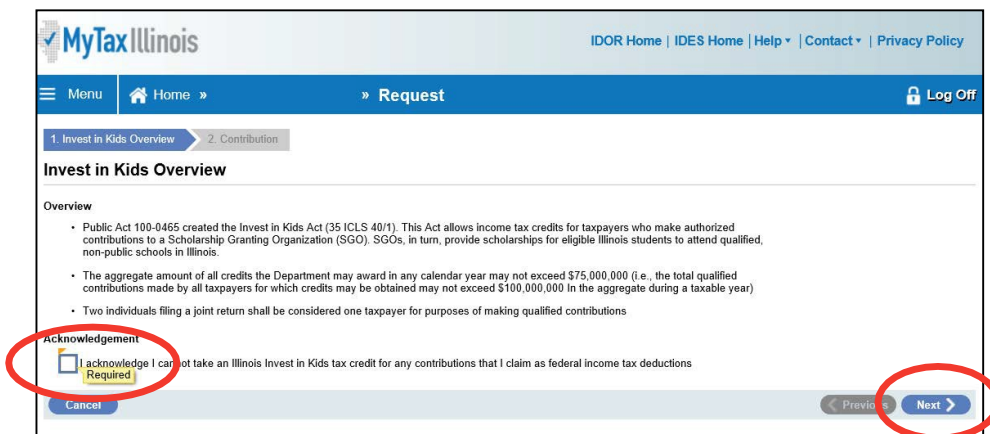 MyTax Illinois
IDOR Home | IDES Home | Help | Contact | Privacy Policy
Menu Home » » Request Log Off
1. Invest in Kids Overview 2. Contribution
Invest in Kids Overview
Overview
• Public Act 100-0465 created the Invest in Kids Act (35 ICLS 40/1). This Act allows income tax credits for taxpayers who make authorized
contributions to a Scholarship Granting Organization (SGO). SGOs, in turn, provide scholarships for eligible Illinois students to attend qualified,
non-public schools in Illinois.
• The aggregate amount of all credits the Department may award in any calendar year may not exceed $75,000,000 (i.e., the total qualified
contributions made by all taxpayers for which credits may be obtained may not exceed $100,000,000 In the aggregate during a taxable year)
• Two individuals filing a joint return shall be considered one taxpayer for purposes of making qualified contributions
Acknowledgement
I acknowledge I cannot take an Illinois Invest in Kids tax credit for any contributions that I claim as federal income tax deductions
Required
Cancel Previous Next